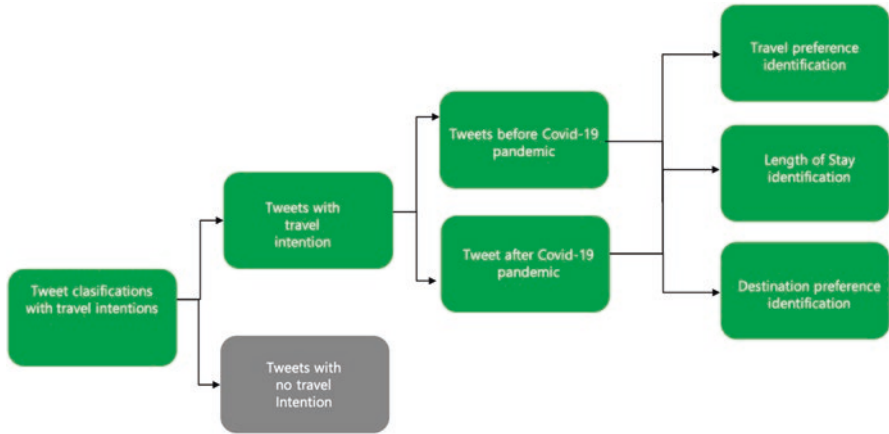 Tweet clasifications
with travel intentions
Tweets with
travel
intention
Tweets with
no travel
Intention
Tweets before Covid-19
pandemic
Tweet after Covid-19
pandemic
Travel preference
identification
Length of Stay
identification
Destination preference
identification